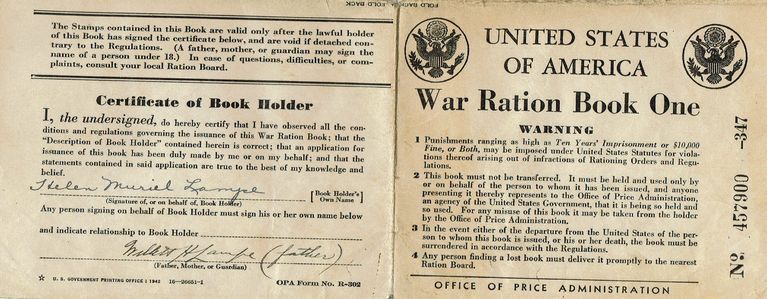 The Stamps contained in this Book are valid only after the lawful holder
of this Book has signed the certificate below, and are void if detached con-
trary to the Regulations. (A father, mother, or guardian may sign the
name of a person under 18.) In case of questions, difficulties, or com-
plaints, consult your local Ration Board.
Certificate of Book Holder
I, the undersigned, do hereby certify that I have observed all the con-
ditions and regulations governing the issuance of this War Ration Book; that the
"Description of Book Holder" contained herein is correct; that an application for
issuance of this book has been duly made by me or on my behalf; and that the
statements contained in said application are true to the best of my knowledge and
belief.
Helen Muriel Lampe
[Book Holder's
Own Name]
(Signature of, or on behalf of, Book Holder)
Any person signing on behalf of Book Holder must sign his or her own name below
and indicate relationship to Book Holder
H Lampe (father)
(Father, Mother, or Guardian)
☆ U. S. GOVERNMENT PRINTING OFFICE : 1942 16-26651-1 OPA Form No. R-302
FOLD BACK FOLD BACK
UNITED STATES
OF AMERICA
War Ration Book One
WARNING
1 Punishments ranging as high as Ten Years' Imprisonment or $10,000
Fine, or Both, may be imposed under United States Statutes for viola-
tions thereof arising out of infractions of Rationing Orders and Regu-
lations.
2 This book must not be transferred. It must be held and used only by
or on behalf of the person to whom it has been issued, and anyone
presenting it thereby represents to the Office of Price Administration,
an agency of the United States Government, that it is being so held and
so used. For any misuse of this book it may be taken from the holder
by the Office of Price Administration.
3 In the event either of the departure from the United States of the per-
son to whom this book is issued, or his or her death, the book must be
surrendered in accordance with the Regulations.
4 Any person finding a lost book must deliver it promptly to the nearest
Ration Board.
OFFICE OF PRICE ADMINISTRATION
No 457900 -347